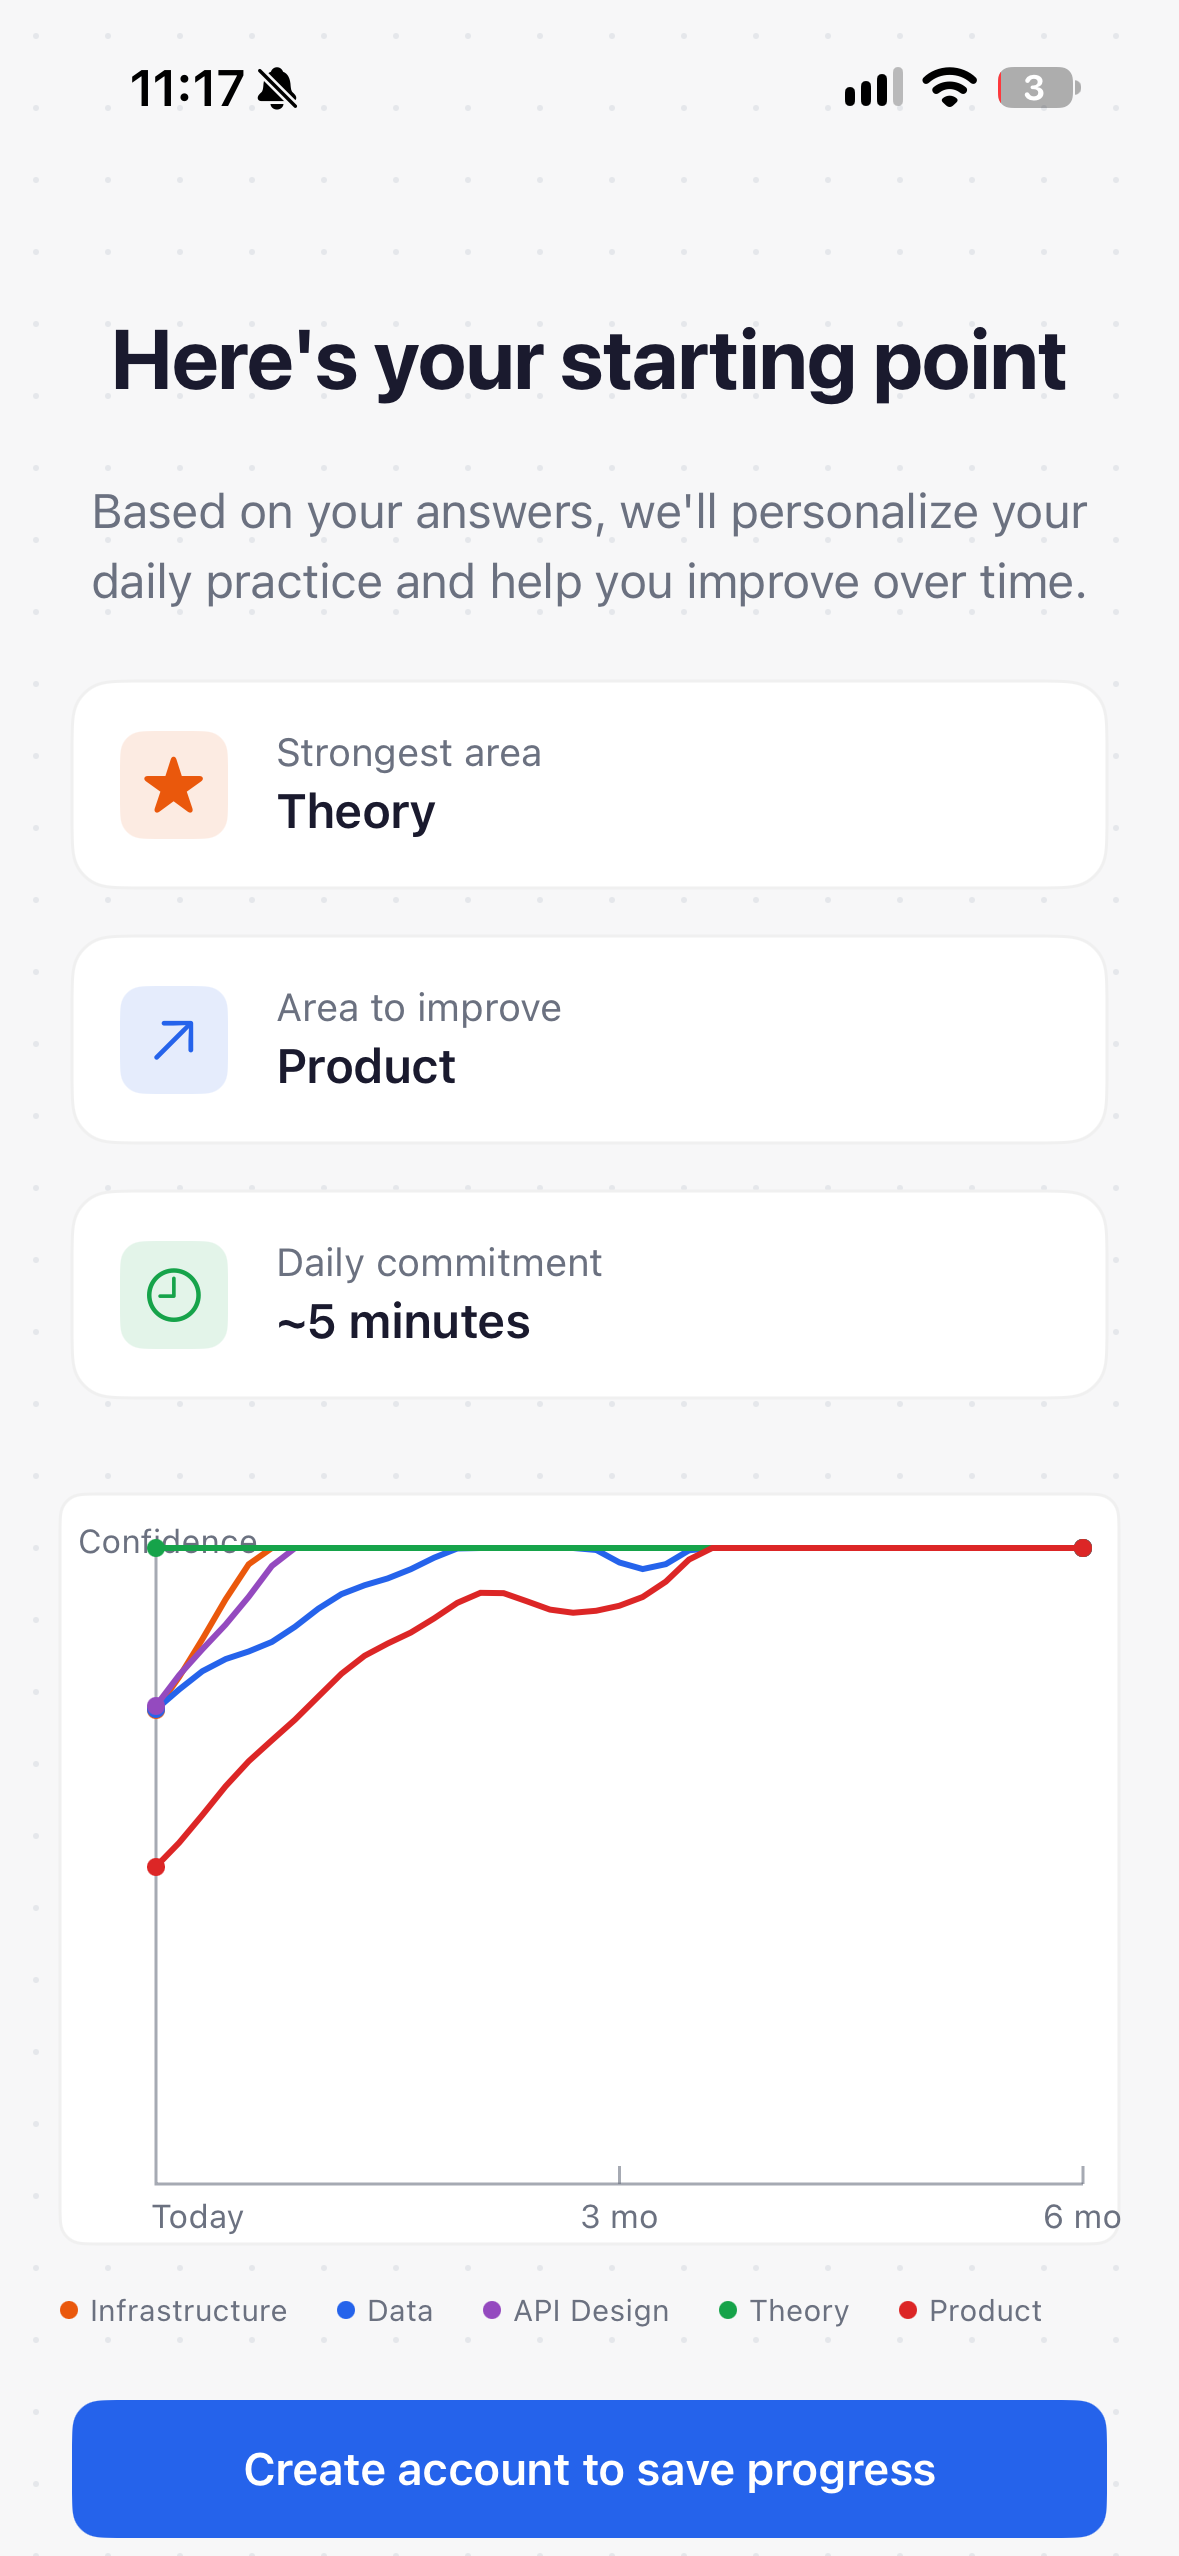 11:17
3
Here's your starting point
Based on your answers, we'll personalize your
daily practice and help you improve over time.
Strongest area
Theory
Area to improve
Product
Daily commitment
~5 minutes
Confidence
Today 3 mo 6 mo
Infrastructure Data API Design Theory Product
Create account to save progress